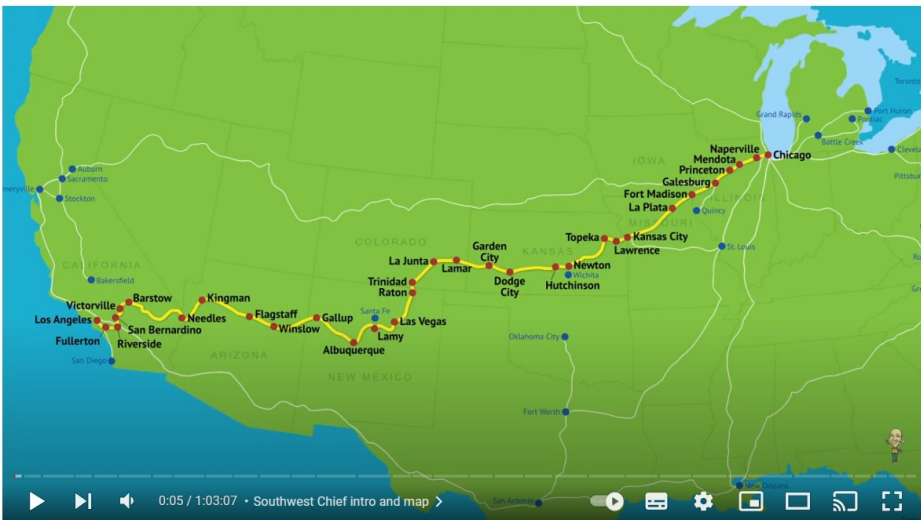 Toronto
Grand Rapids
Port Huron
Pontiac
Battle Creek
Naperville
Chicago
Mendota
IOWA
Princeton
Galesburg
Fort Madison
ILLINOIS
La Plata
Quincy
MISSOURI
Auburn
Sacramento
Stockton
COLORADO
Garden
City
KANSAS
Topeka
Kansas City
Lawrence
St. Louis
La Junta
Lamar
Newton
Wichita
Hutchinson
Dodge
City
CALIFORNIA
Bakersfield
Trinidad
Raton
Victorville
Barstow
Kingman
Los Angeles
Needles
Flagstaff
Gallup
Santa Fe
Las Vegas
San Bernardino
Winslow
Lamy
Fullerton
Riverside
Albuquerque
Oklahoma City
ARIZONA
San Diego
NEW MEXICO
Fort Worth
New Orleans
San Antonio
0:05 / 1:03:07 • Southwest Chief intro and map >